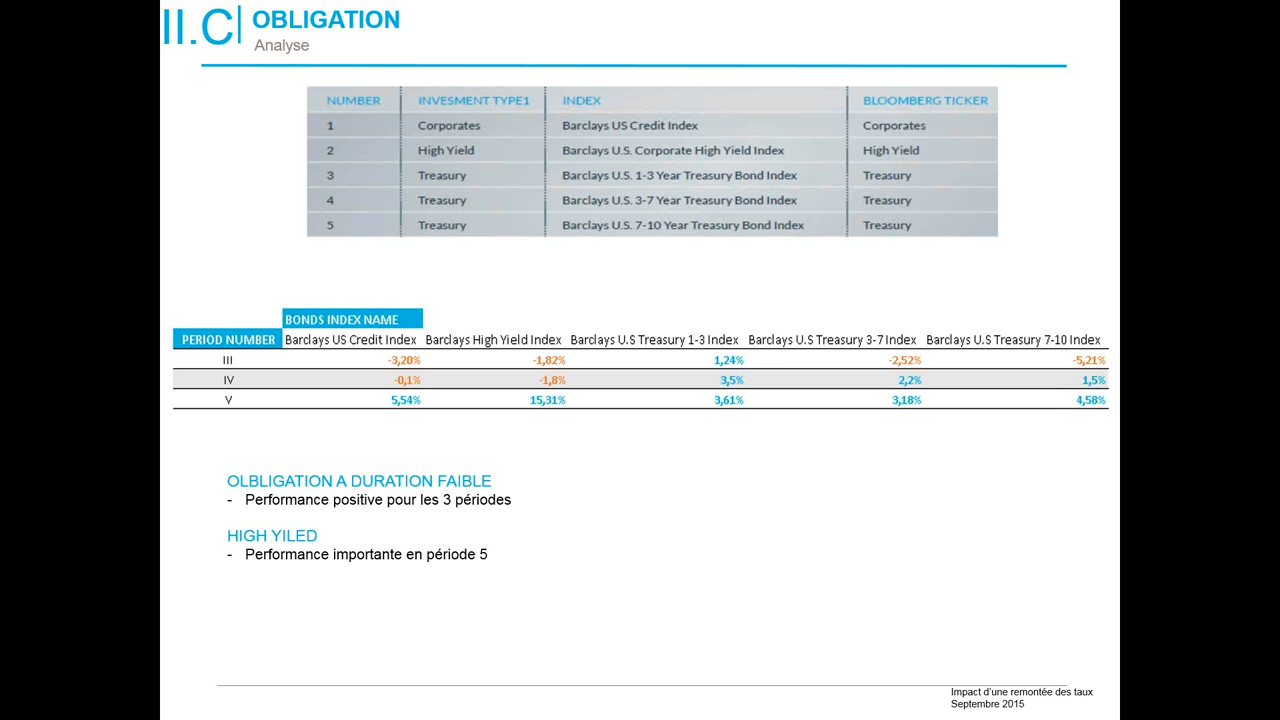 II.C OBLIGATION
Analyse
NUMBER INVESMENT TYPE1 INDEX BLOOMBERG TICKER
1 Corporates Barclays US Credit Index Corporates
2 High Yield Barclays U.S. Corporate High Yield Index High Yield
3 Treasury Barclays U.S. 1-3 Year Treasury Bond Index Treasury
4 Treasury Barclays U.S. 3-7 Year Treasury Bond Index Treasury
5 Treasury Barclays U.S. 7-10 Year Treasury Bond Index Treasury
BONDS INDEX NAME
PERIOD NUMBER Barclays US Credit Index Barclays High Yield Index Barclays U.S Treasury 1-3 Index Barclays U.S Treasury 3-7 Index Barclays U.S Treasury 7-10 Index
III -3,20% -1,82% 1,24% -2,52% -5,21%
IV -0,1% -1,8% 3,5% 2,2% 1,5%
V 5,54% 15,31% 3,61% 3,18% 4,58%
OLBLIGATION A DURATION FAIBLE
- Performance positive pour les 3 périodes
HIGH YILED
- Performance importante en période 5
Impact d'une remontée des taux
Septembre 2015